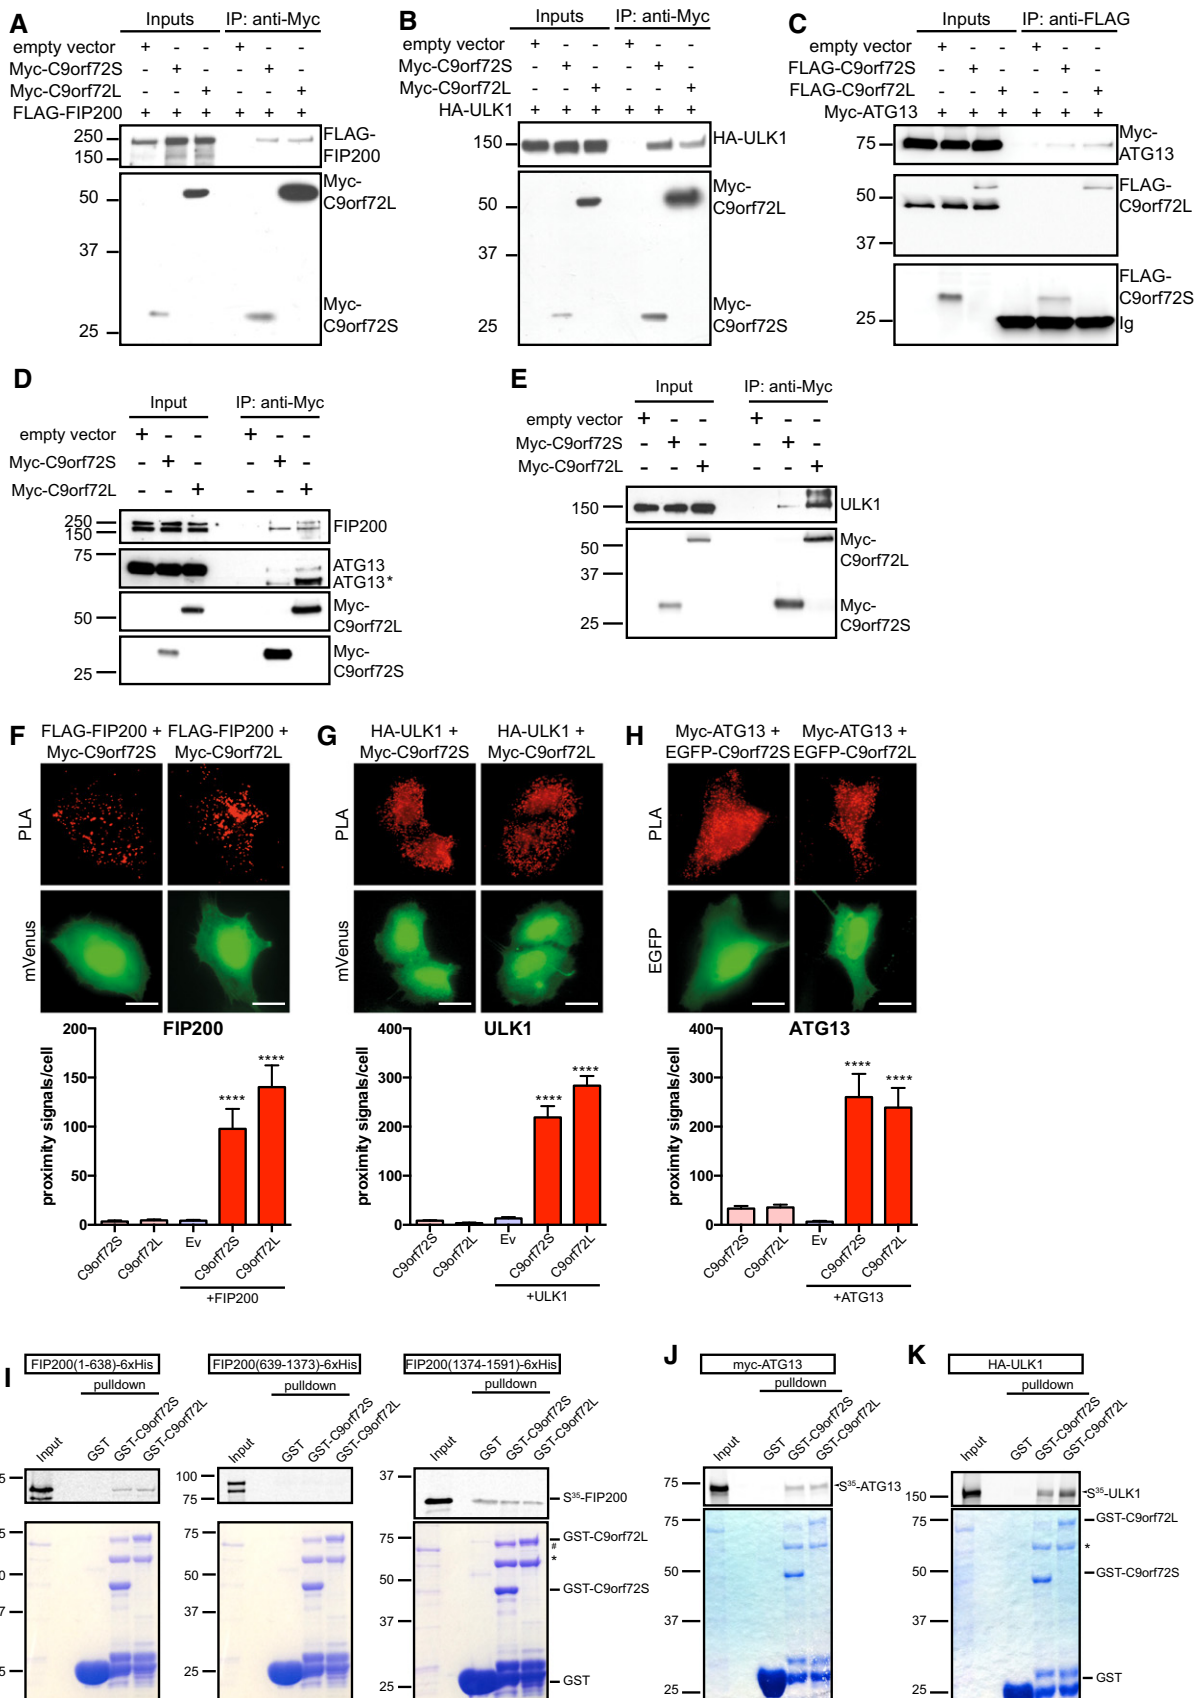 A
Inputs IP: anti-Myc
empty vector + - - + - -
Myc-C9orf72S - + - - + -
Myc-C9orf72L - - + - - +
FLAG-FIP200 + + + + + +
250
150
FLAG-
FIP200
50
37
25
Myc-
C9orf72L
Myc-
C9orf72S
B
Inputs IP: anti-Myc
empty vector + - - + - -
Myc-C9orf72S - + - - + -
Myc-C9orf72L - - + - - +
HA-ULK1 + + + + + +
150
HA-ULK1
50
37
25
Myc-
C9orf72L
Myc-
C9orf72S
C
Inputs IP: anti-FLAG
empty vector + - - + - -
FLAG-C9orf72S - + - - + -
FLAG-C9orf72L - - + - - +
Myc-ATG13 + + + + + +
75
Myc-
ATG13
50
37
FLAG-
C9orf72L
25
FLAG-
C9orf72S
Ig
D
Input IP: anti-Myc
empty vector + - - + - -
Myc-C9orf72S - + - - + -
Myc-C9orf72L - - + - - +
250
150
FIP200
75
ATG13
ATG13*
50
Myc-
C9orf72L
25
Myc-
C9orf72S
E
Input IP: anti-Myc
empty vector + - - + - -
Myc-C9orf72S - + - - + -
Myc-C9orf72L - - + - - +
150
ULK1
50
37
25
Myc-
C9orf72L
Myc-
C9orf72S
F
FLAG-FIP200 +
Myc-C9orf72S
FLAG-FIP200 +
Myc-C9orf72L
PLA
mVenus
FIP200
proximity signals/cell
200
150
100
50
0
****
****
C9orf72S
C9orf72L
Ev
C9orf72S
C9orf72L
+FIP200
G
HA-ULK1 +
Myc-C9orf72S
HA-ULK1 +
Myc-C9orf72L
PLA
mVenus
ULK1
proximity signals/cell
400
300
200
100
0
****
****
C9orf72S
C9orf72L
Ev
C9orf72S
C9orf72L
+ULK1
H
Myc-ATG13 +
EGFP-C9orf72S
Myc-ATG13 +
EGFP-C9orf72L
PLA
EGFP
ATG13
proximity signals/cell
400
300
200
100
0
****
****
C9orf72S
C9orf72L
Ev
C9orf72S
C9orf72L
+ATG13
I
FIP200(1-638)-6xHis
pulldown
Input
GST
GST-C9orf72S
GST-C9orf72L
5
5
0
7
5
FIP200(639-1373)-6xHis
pulldown
Input
GST
GST-C9orf72S
GST-C9orf72L
100
75
75
50
37
25
FIP200(1374-1591)-6xHis
pulldown
Input
GST
GST-C9orf72S
GST-C9orf72L
37
S³⁵-FIP200
75
50
37
25
GST-C9orf72L
#
*
GST-C9orf72S
GST
J
myc-ATG13
pulldown
Input
GST
GST-C9orf72S
GST-C9orf72L
75
S³⁵-ATG13
75
50
37
25
K
HA-ULK1
pulldown
Input
GST
GST-C9orf72S
GST-C9orf72L
150
S³⁵-ULK1
75
50
37
25
GST-C9orf72L
*
GST-C9orf72S
GST